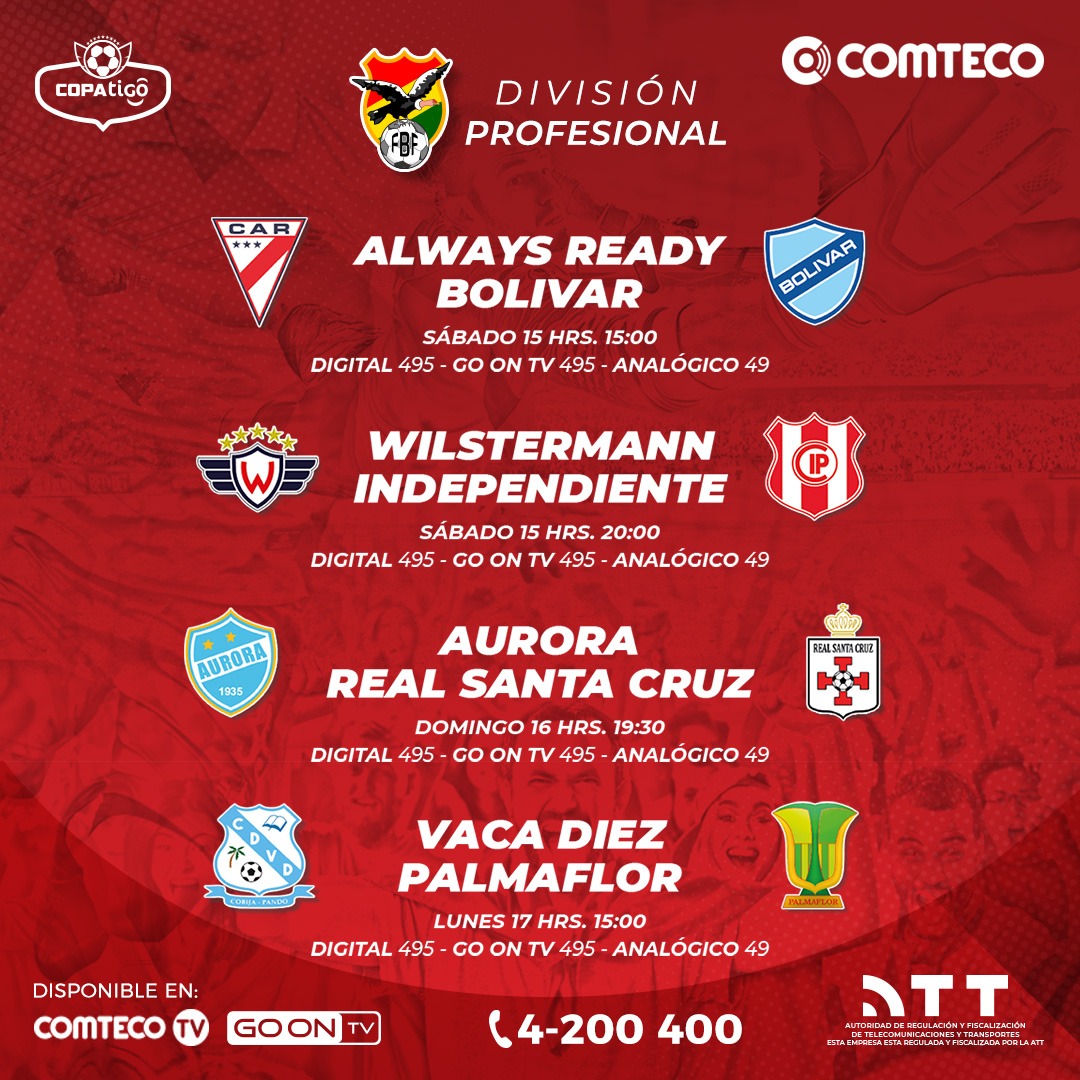 COPA tigo
FBF
DIVISIÓN
PROFESIONAL
COMTECO
CAR
ALWAYS READY
BOLIVAR
BOLIVAR
SÁBADO 15 HRS. 15:00
DIGITAL 495 - GO ON TV 495 - ANALÓGICO 49
W
WILSTERMANN
INDEPENDIENTE
CIP
SÁBADO 15 HRS. 20:00
DIGITAL 495 - GO ON TV 495 - ANALÓGICO 49
AURORA
1935
AURORA
REAL SANTA CRUZ
REAL SANTA CRUZ
DOMINGO 16 HRS. 19:30
DIGITAL 495 - GO ON TV 495 - ANALÓGICO 49
CDVD
COBIJA - PANDO
VACA DIEZ
PALMAFLOR
PALMAFLOR
LUNES 17 HRS. 15:00
DIGITAL 495 - GO ON TV 495 - ANALÓGICO 49
DISPONIBLE EN:
COMTECO TV
GO ON TV
4-200 400
ATT
AUTORIDAD DE REGULACIÓN Y FISCALIZACIÓN
DE TELECOMUNICACIONES Y TRANSPORTES
ESTA EMPRESA ESTA REGULADA Y FISCALIZADA POR LA ATT